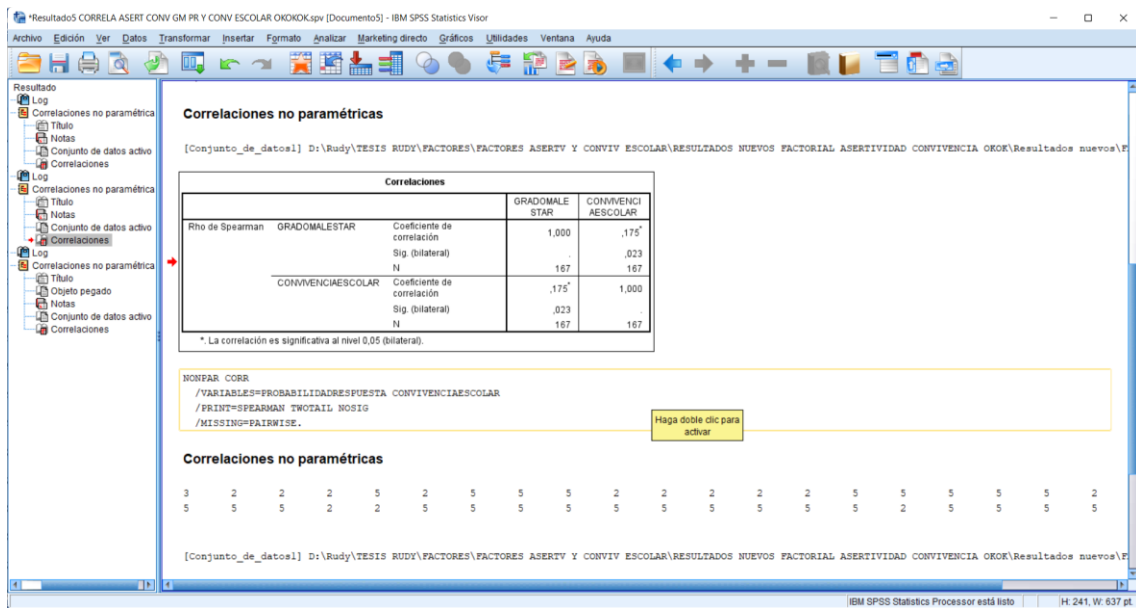 *Resultado5 CORRELA ASERT CONV GM PR Y CONV ESCOLAR OKOKOK.spv [Documento5] - IBM SPSS Statistics Visor
Archivo Edición Ver Datos Transformar Insertar Formato Analizar Marketing directo Gráficos Utilidades Ventana Ayuda
Resultado
Log
Correlaciones no paramétrica
Título
Notas
Conjunto de datos activo
Correlaciones
Log
Correlaciones no paramétrica
Título
Notas
Conjunto de datos activo
Correlaciones
Log
Correlaciones no paramétrica
Título
Objeto pegado
Notas
Conjunto de datos activo
Correlaciones
Correlaciones no paramétricas
[Conjunto_de_datos1] D:\Rudy\TESIS RUDY\FACTORES\FACTORES ASERTV Y CONVIV ESCOLAR\RESULTADOS NUEVOS FACTORIAL ASERTIVIDAD CONVIVENCIA OKOK\Resultados nuevos\F
Correlaciones
GRADOMALE CONVIVENCI
STAR AESCOLAR
Rho de Spearman GRADOMALESTAR Coeficiente de
correlación 1,000 ,175*
Sig. (bilateral) . ,023
N 167 167
CONVIVENCIAESCOLAR Coeficiente de
correlación ,175* 1,000
Sig. (bilateral) ,023 .
N 167 167
*. La correlación es significativa al nivel 0,05 (bilateral).
NONPAR CORR
/VARIABLES=PROBABILIDADRESPUESTA CONVIVENCIAESCOLAR
/PRINT=SPEARMAN TWOTAIL NOSIG
/MISSING=PAIRWISE.
Haga doble clic para
activar
Correlaciones no paramétricas
3 2 2 2 5 2 5 5 5 2 2 2 2 2 5 5 5 5 5 2
5 5 5 2 2 5 5 5 5 5 5 5 5 5 5 2 5 5 5 5
[Conjunto_de_datos1] D:\Rudy\TESIS RUDY\FACTORES\FACTORES ASERTV Y CONVIV ESCOLAR\RESULTADOS NUEVOS FACTORIAL ASERTIVIDAD CONVIVENCIA OKOK\Resultados nuevos\F
IBM SPSS Statistics Processor está listo H: 241, W: 637 pt